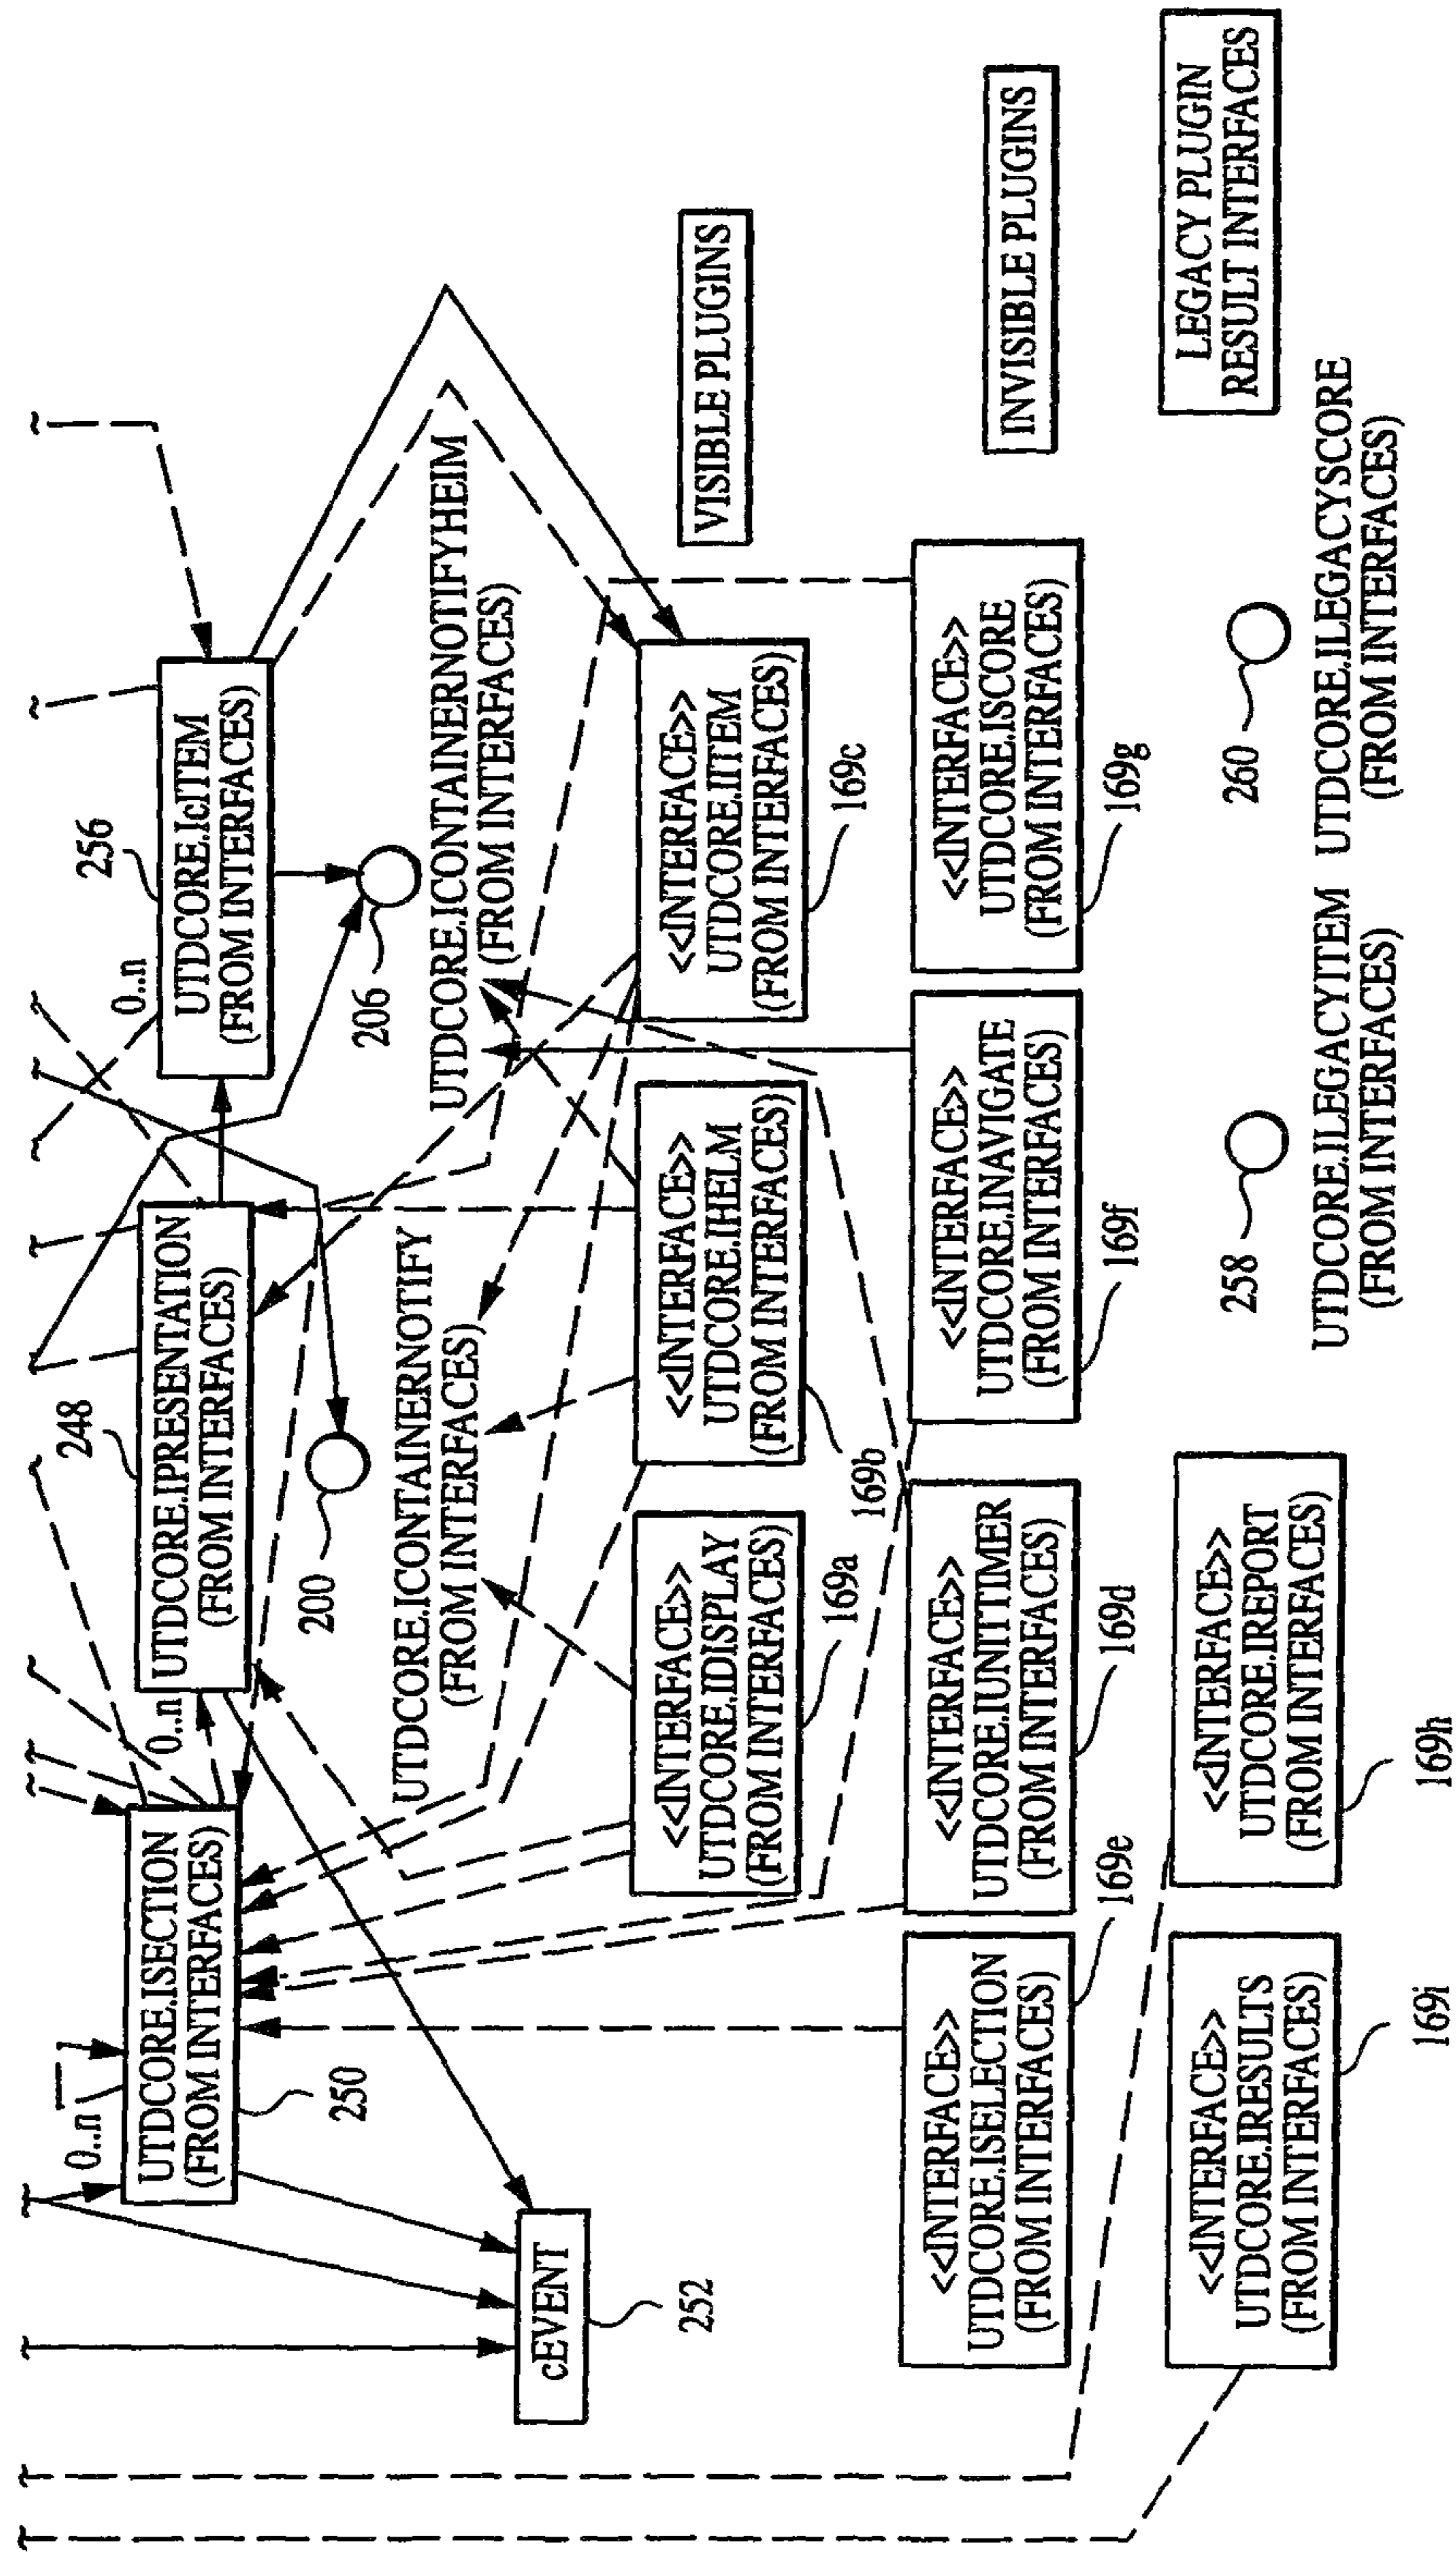 0..n
UTDCORE.ISECTION
(FROM INTERFACES)
250
0..n
UTDCORE.IPRESENTATION
(FROM INTERFACES)
248
0..n
UTDCORE.IcITEM
(FROM INTERFACES)
256
200
206
UTDCORE.ICONTAINERNOTIFY
(FROM INTERFACES)
UTDCORE.ICONTAINERNOTIFYHEIM
(FROM INTERFACES)
cEVENT
252
<<INTERFACE>>
UTDCORE.IDISPLAY
(FROM INTERFACES)
169a
<<INTERFACE>>
UTDCORE.IHELM
(FROM INTERFACES)
169b
<<INTERFACE>>
UTDCORE.IITEM
(FROM INTERFACES)
169c
VISIBLE PLUGINS
<<INTERFACE>>
UTDCORE.ISELECTION
(FROM INTERFACES)
169e
<<INTERFACE>>
UTDCORE.IUNITTIMER
(FROM INTERFACES)
169d
<<INTERFACE>>
UTDCORE.INAVIGATE
(FROM INTERFACES)
169f
<<INTERFACE>>
UTDCORE.ISCORE
(FROM INTERFACES)
169g
INVISIBLE PLUGINS
<<INTERFACE>>
UTDCORE.IRESULTS
(FROM INTERFACES)
169i
<<INTERFACE>>
UTDCORE.IREPORT
(FROM INTERFACES)
169h
258
UTDCORE.ILEGACYITEM
(FROM INTERFACES)
260
UTDCORE.ILEGACYSCORE
(FROM INTERFACES)
LEGACY PLUGIN
RESULT INTERFACES